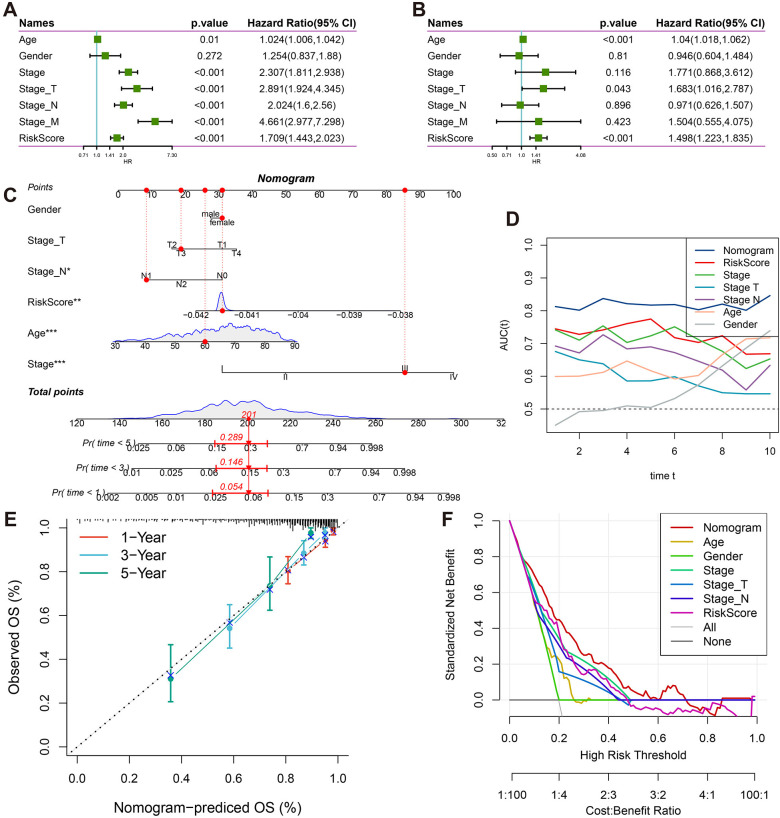 A
Names p.value Hazard Ratio(95% CI)
Age 0.01 1.024(1.006,1.042)
Gender 0.272 1.254(0.837,1.88)
Stage <0.001 2.307(1.811,2.938)
Stage_T <0.001 2.891(1.924,4.345)
Stage_N <0.001 2.024(1.6,2.56)
Stage_M <0.001 4.661(2.977,7.298)
RiskScore <0.001 1.709(1.443,2.023)
0.71 1.0 1.41 2.9 7.30
HR
B
Names p.value Hazard Ratio(95% CI)
Age <0.001 1.04(1.018,1.062)
Gender 0.81 0.946(0.604,1.484)
Stage 0.116 1.771(0.868,3.612)
Stage_T 0.043 1.683(1.016,2.787)
Stage_N 0.896 0.971(0.626,1.507)
Stage_M 0.423 1.504(0.555,4.075)
RiskScore <0.001 1.498(1.223,1.835)
0.50 0.71 1.0 1.41 4.08
HR
C
Nomogram
Points
0 10 20 30 40 50 60 70 80 90 100
Gender
male
female
Stage_T
T2 T1
T3 T4
Stage_N*
N1 N0
N2
RiskScore**
−0.042 −0.041 −0.04 −0.039 −0.038
Age***
30 40 50 60 70 80 90
Stage***
I III
II IV
Total points
201
120 140 160 180 200 220 240 260 280 300 32
0.289
Pr( time < 5 )
0.025 0.06 0.15 0.3 0.7 0.94 0.998
0.146
Pr( time < 3 )
0.01 0.025 0.06 0.15 0.3 0.7 0.94 0.998
0.054
Pr( time < 1 )
0.002 0.005 0.01 0.025 0.06 0.15 0.3 0.7 0.94 0.998
D
Nomogram
RiskScore
Stage
Stage T
Stage N
Age
Gender
AUC(t)
1.0
0.9
0.8
0.7
0.6
0.5
2 4 6 8 10
time t
E
1−Year
3−Year
5−Year
Observed OS (%)
1.0
0.8
0.6
0.4
0.2
0.0
0.0 0.2 0.4 0.6 0.8 1.0
Nomogram−prediced OS (%)
F
Nomogram
Age
Gender
Stage
Stage_T
Stage_N
RiskScore
All
None
Standardized Net Benefit
1.0
0.8
0.6
0.4
0.2
0.0
0.0 0.2 0.4 0.6 0.8 1.0
High Risk Threshold
1:100 1:4 2:3 3:2 4:1 100:1
Cost:Benefit Ratio